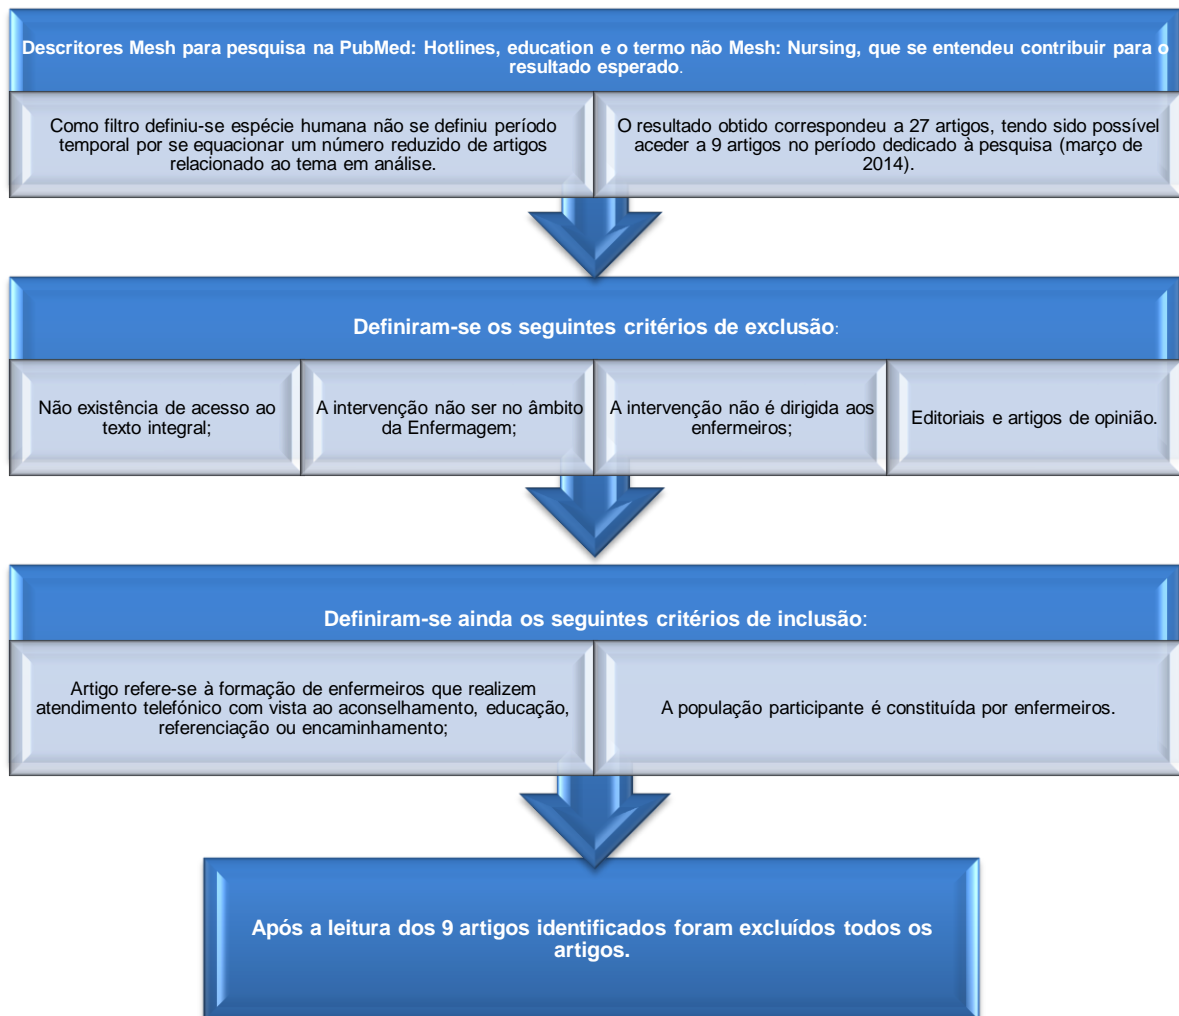 Descritores Mesh para pesquisa na PubMed: Hotlines, education e o termo não Mesh: Nursing, que se entendeu contribuir para o
resultado esperado.
Como filtro definiu-se espécie humana não se definiu período
temporal por se equacionar um número reduzido de artigos
relacionado ao tema em análise.
O resultado obtido correspondeu a 27 artigos, tendo sido possível
aceder a 9 artigos no período dedicado à pesquisa (março de
2014).
Definiram-se os seguintes critérios de exclusão:
Não existência de acesso ao
texto integral;
A intervenção não ser no âmbito
da Enfermagem;
A intervenção não é dirigida aos
enfermeiros;
Editoriais e artigos de opinião.
Definiram-se ainda os seguintes critérios de inclusão:
Artigo refere-se à formação de enfermeiros que realizem
atendimento telefónico com vista ao aconselhamento, educação,
referenciação ou encaminhamento;
A população participante é constituída por enfermeiros.
Após a leitura dos 9 artigos identificados foram excluídos todos os
artigos.